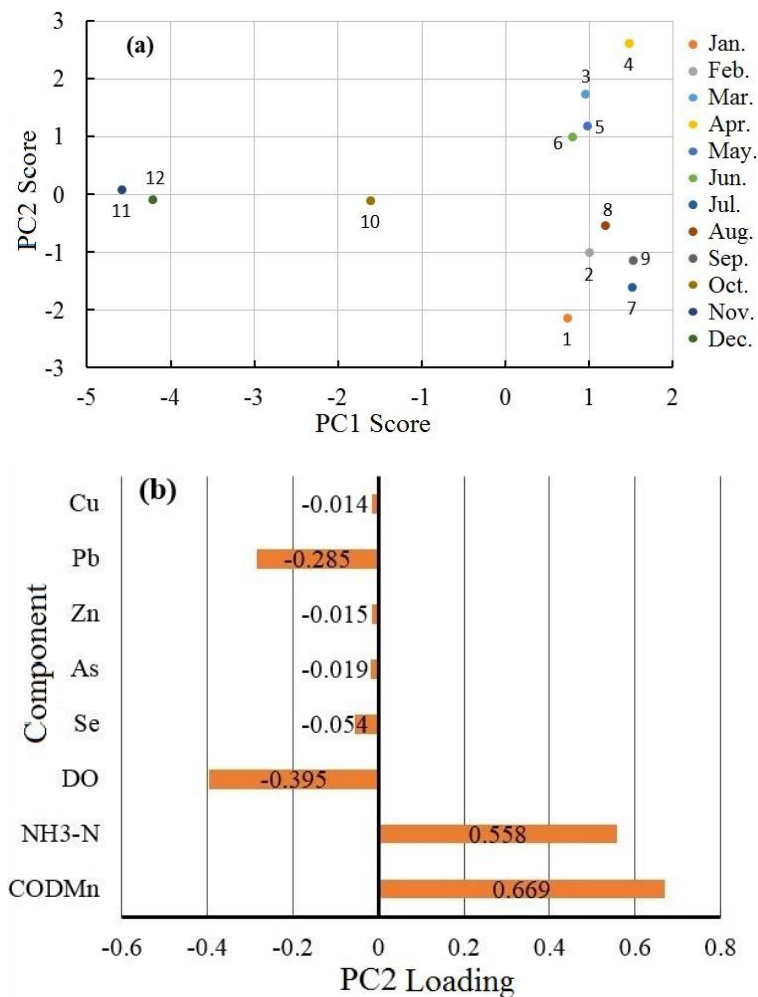 (a)
3
2
1
0
-1
-2
-3
PC2 Score
-5
-4
-3
-2
-1
0
1
2
PC1 Score
4
3
5
6
12
11
10
8
9
2
7
1
Jan.
Feb.
Mar.
Apr.
May.
Jun.
Jul.
Aug.
Sep.
Oct.
Nov.
Dec.
(b)
Component
Cu -0.014
Pb -0.285
Zn -0.015
As -0.019
Se -0.054
DO -0.395
NH3-N 0.558
CODMn 0.669
-0.6 -0.4 -0.2 0 0.2 0.4 0.6 0.8
PC2 Loading